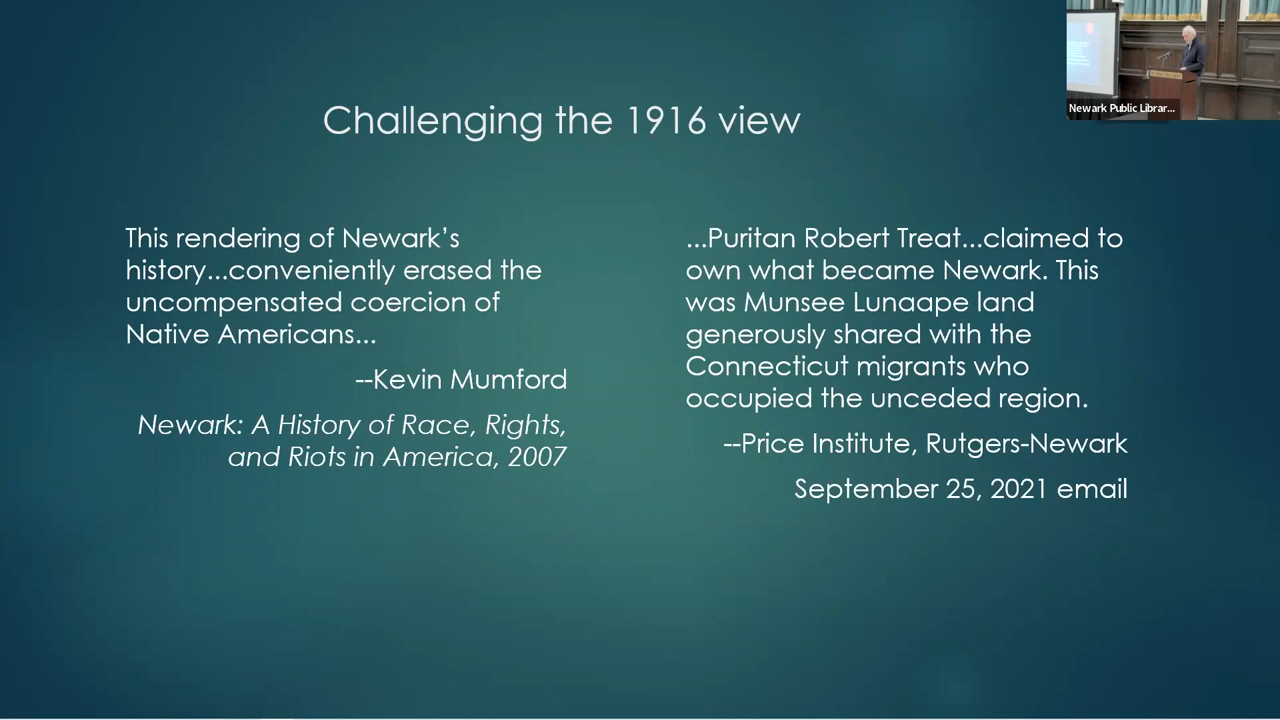 Challenging the 1916 view
This rendering of Newark’s
history...conveniently erased the
uncompensated coercion of
Native Americans...
--Kevin Mumford
Newark: A History of Race, Rights,
and Riots in America, 2007
...Puritan Robert Treat...claimed to
own what became Newark. This
was Munsee Lunaape land
generously shared with the
Connecticut migrants who
occupied the unceded region.
--Price Institute, Rutgers-Newark
September 25, 2021 email
Newark Public Librar...